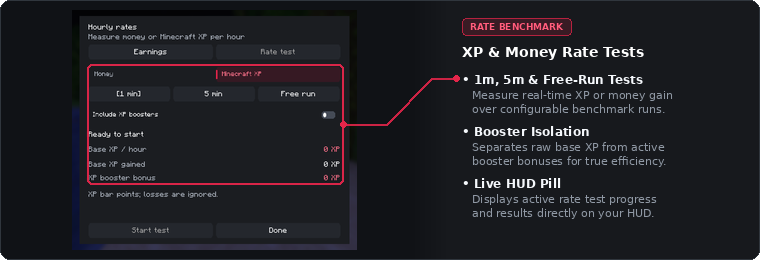 Hourly rates
Measure money or Minecraft XP per hour
Earnings
Rate test
Money
Minecraft XP
[1 min]
5 min
Free run
Include XP boosters
Ready to start
Base XP / hour
0 XP
Base XP gained
0 XP
XP booster bonus
0 XP
XP bar points; losses are ignored.
Start test
Done
RATE BENCHMARK
XP & Money Rate Tests
• 1m, 5m & Free-Run Tests
Measure real-time XP or money gain
over configurable benchmark runs.
• Booster Isolation
Separates raw base XP from active
booster bonuses for true efficiency.
• Live HUD Pill
Displays active rate test progress
and results directly on your HUD.